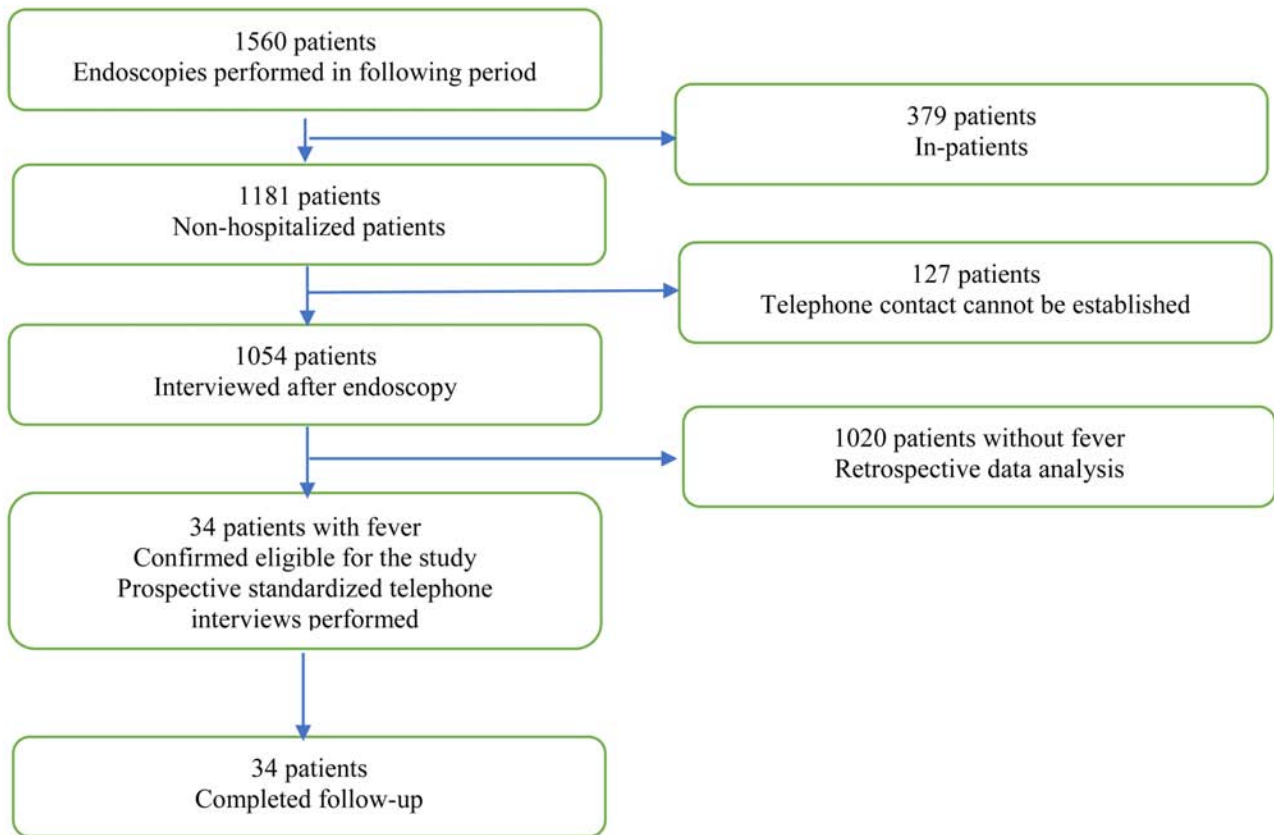 1560 patients
Endoscopies performed in following period
379 patients
In-patients
1181 patients
Non-hospitalized patients
127 patients
Telephone contact cannot be established
1054 patients
Interviewed after endoscopy
1020 patients without fever
Retrospective data analysis
34 patients with fever
Confirmed eligible for the study
Prospective standardized telephone
interviews performed
34 patients
Completed follow-up